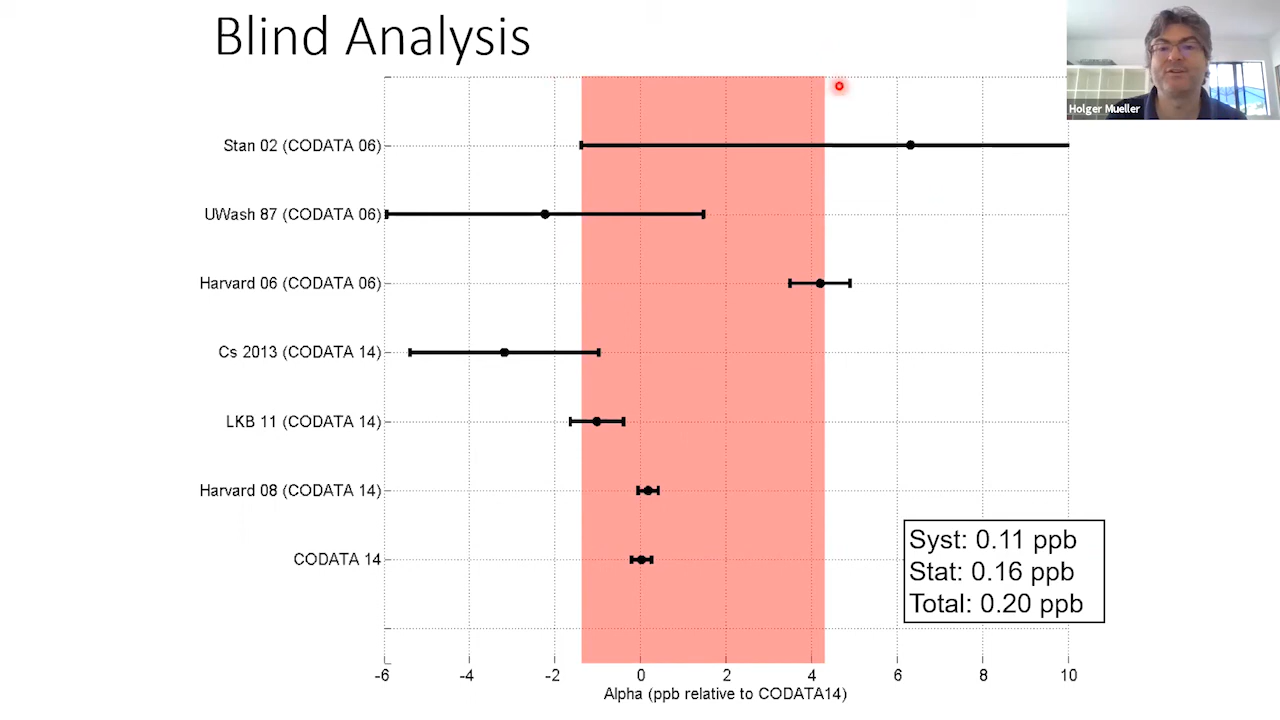 Blind Analysis
Holger Mueller
Stan 02 (CODATA 06)
UWash 87 (CODATA 06)
Harvard 06 (CODATA 06)
Cs 2013 (CODATA 14)
LKB 11 (CODATA 14)
Harvard 08 (CODATA 14)
CODATA 14
Syst: 0.11 ppb
Stat: 0.16 ppb
Total: 0.20 ppb
-6 -4 -2 0 2 4 6 8 10
Alpha (ppb relative to CODATA14)